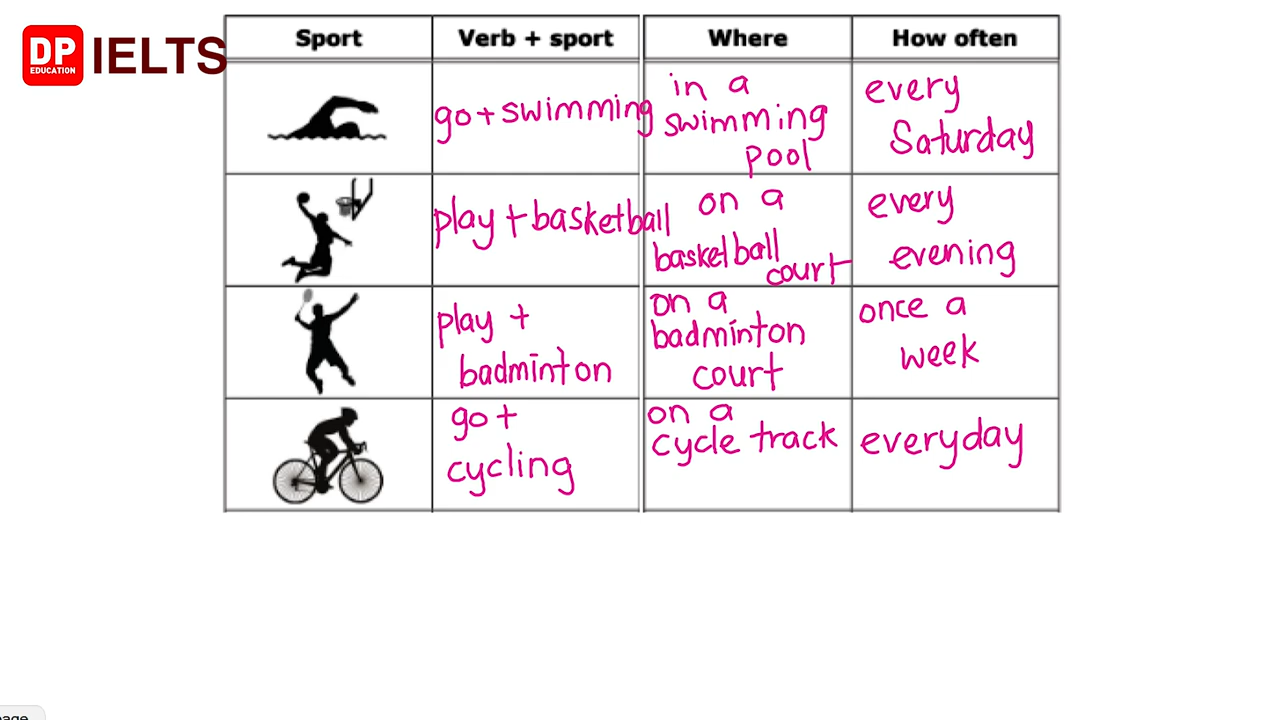 DP
EDUCATION
IELTS
Sport
Verb + sport
Where
How often
go + swimming
in a
swimming
pool
every
Saturday
play + basketball
on a
basketball
court
every
evening
play +
badminton
on a
badminton
court
once a
week
go +
cycling
on a
cycle track
everyday